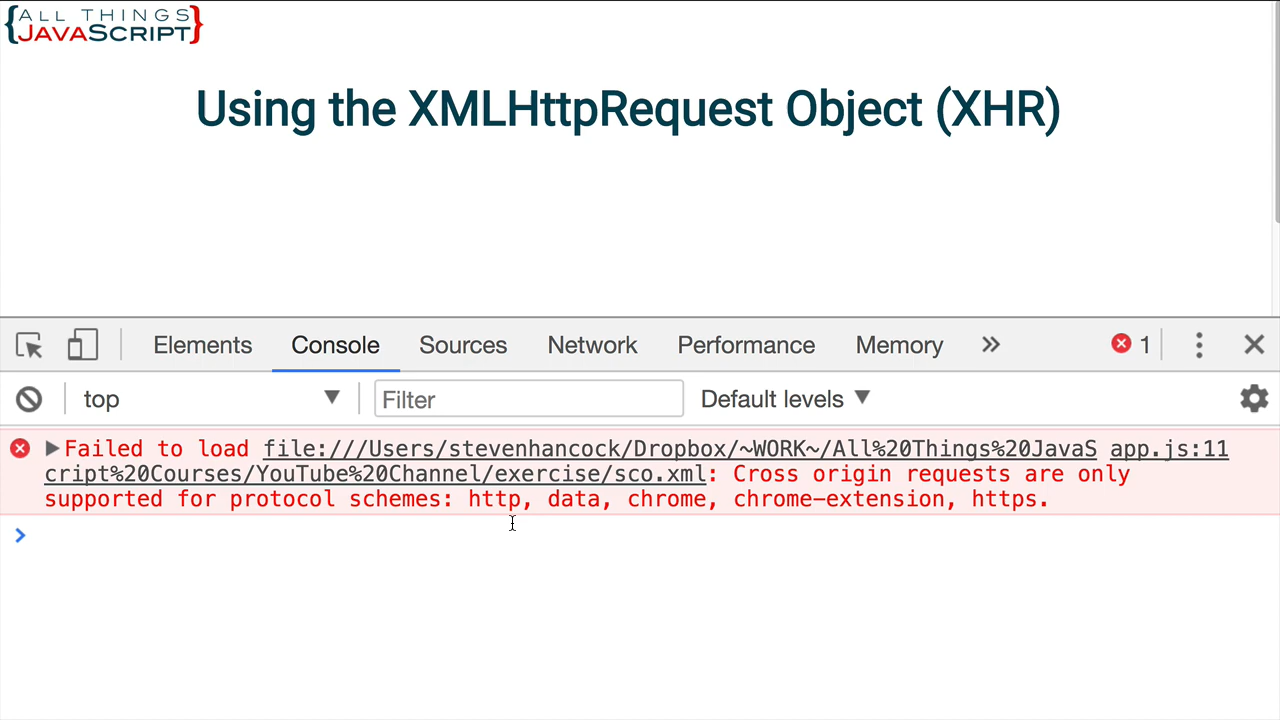 {ALL THINGS
JAVASCRIPT}
Using the XMLHttpRequest Object (XHR)
Elements Console Sources Network Performance Memory » 1
top Filter Default levels
Failed to load file:///Users/stevenhancock/Dropbox/~WORK~/All%20Things%20JavaS app.js:11
cript%20Courses/YouTube%20Channel/exercise/sco.xml: Cross origin requests are only
supported for protocol schemes: http, data, chrome, chrome-extension, https.